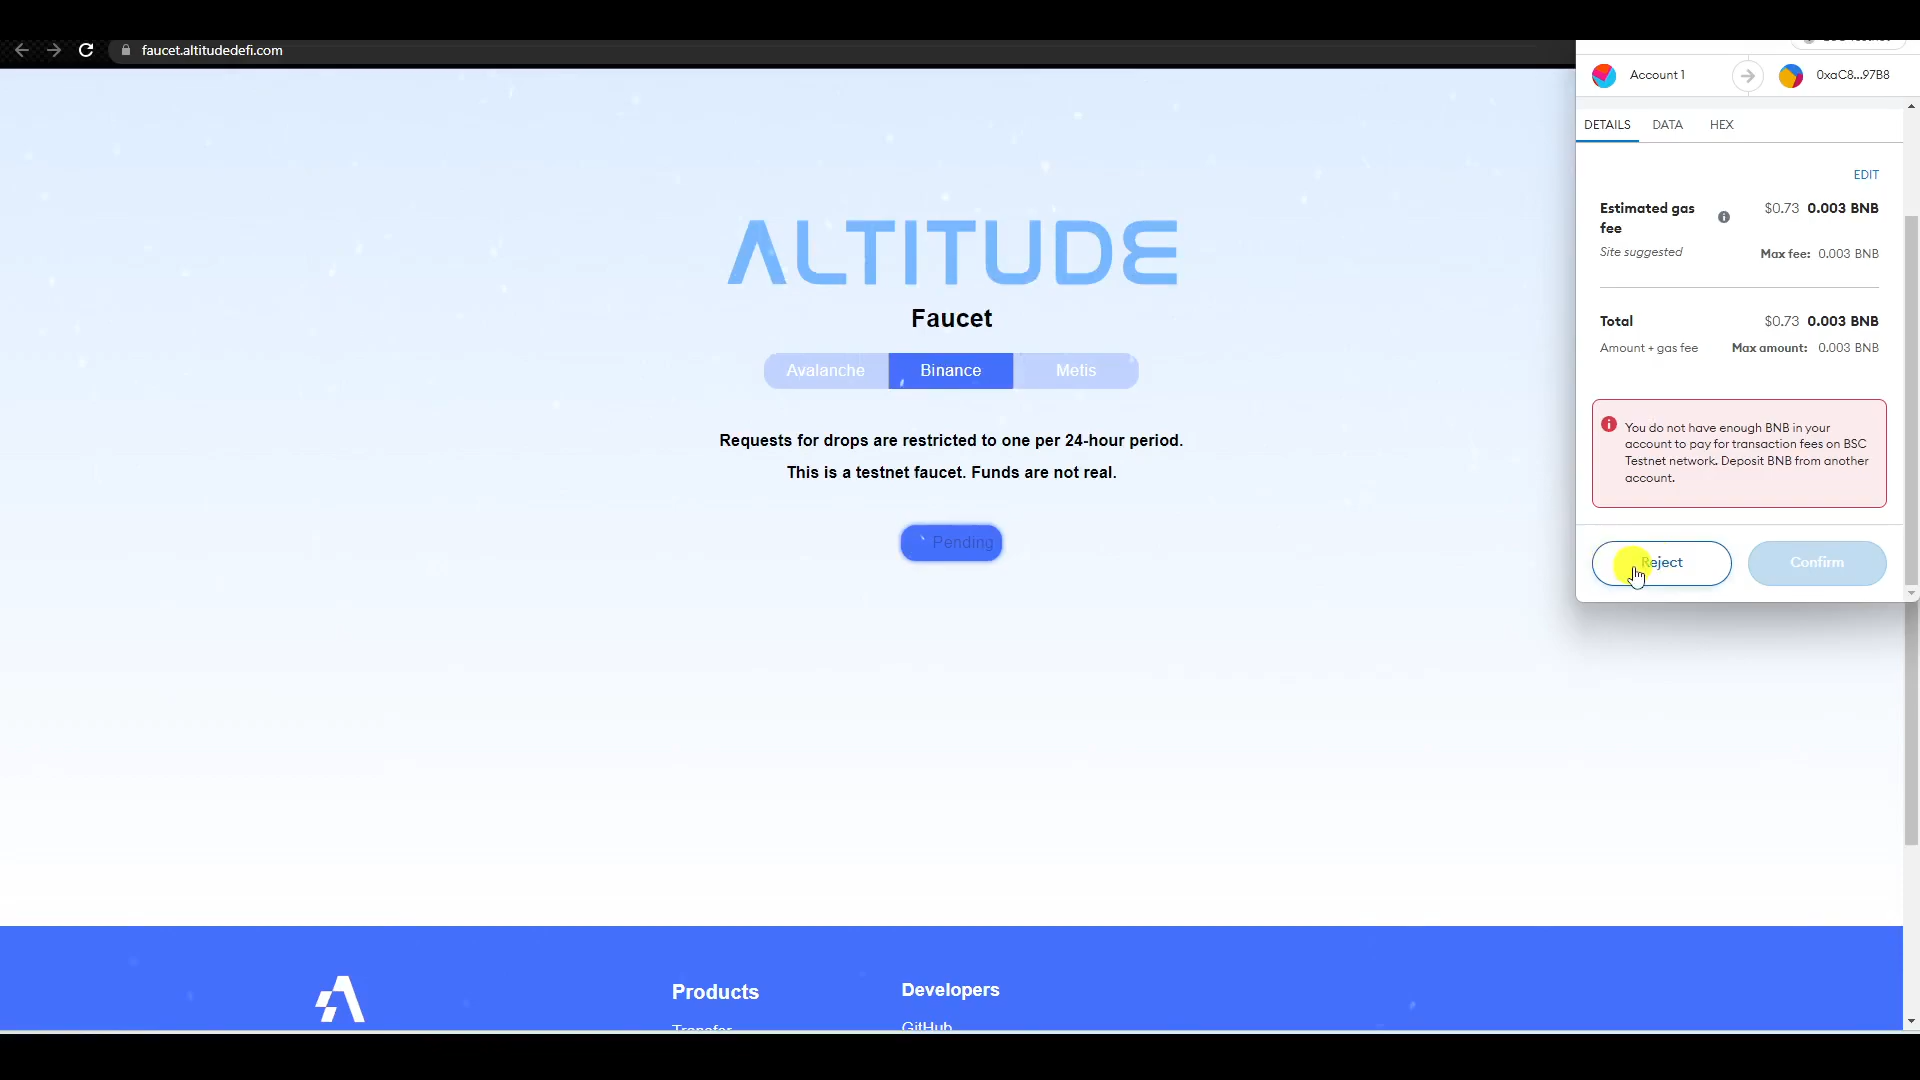 faucet.altitudedefi.com
Account 1
0xaC8...97B8
DETAILS DATA HEX
EDIT
Estimated gas fee
$0.73 0.003 BNB
Site suggested
Max fee: 0.003 BNB
Total
$0.73 0.003 BNB
Amount + gas fee
Max amount: 0.003 BNB
You do not have enough BNB in your
account to pay for transaction fees on BSC
Testnet network. Deposit BNB from another
account.
Reject
Confirm
ALTITUDE
Faucet
Avalanche Binance Metis
Requests for drops are restricted to one per 24-hour period.
This is a testnet faucet. Funds are not real.
Pending
Products
Developers
Transfer
GitHub